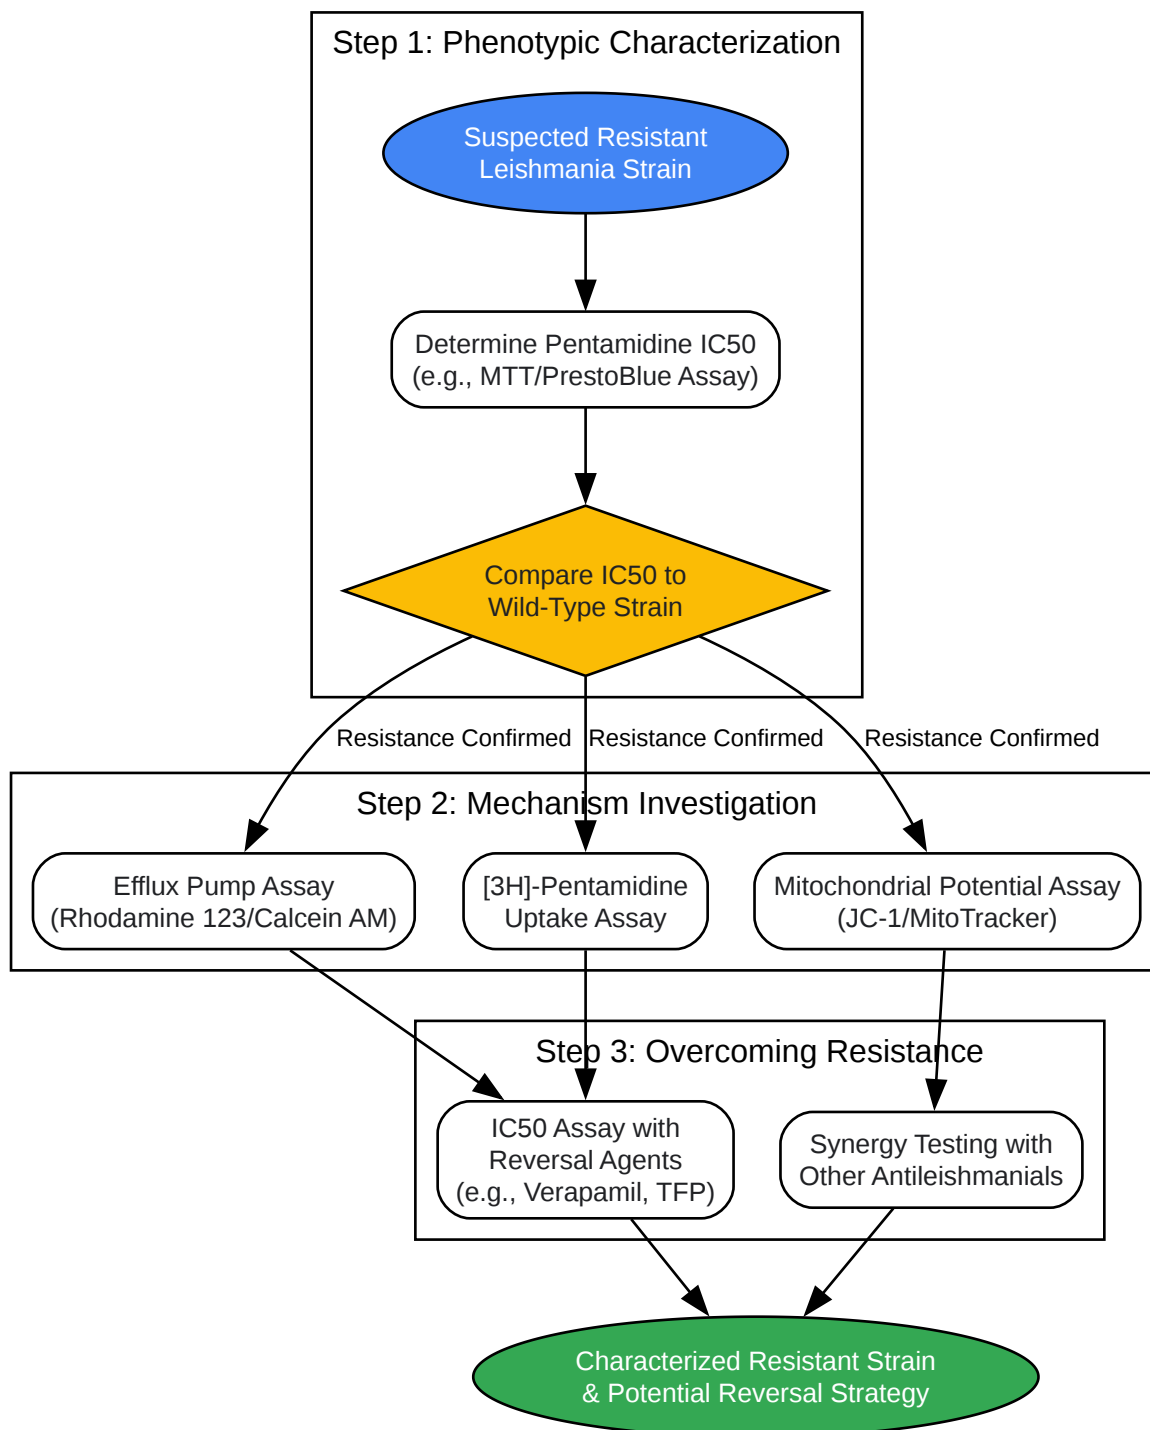 Step 1: Phenotypic Characterization
Suspected Resistant
Leishmania Strain
Determine Pentamidine IC50
(e.g., MTT/PrestoBlue Assay)
Compare IC50 to
Wild-Type Strain
Resistance Confirmed
Resistance Confirmed
Resistance Confirmed
Step 2: Mechanism Investigation
Efflux Pump Assay
(Rhodamine 123/Calcein AM)
[3H]-Pentamidine
Uptake Assay
Mitochondrial Potential Assay
(JC-1/MitoTracker)
Step 3: Overcoming Resistance
IC50 Assay with
Reversal Agents
(e.g., Verapamil, TFP)
Synergy Testing with
Other Antileishmanials
Characterized Resistant Strain
& Potential Reversal Strategy